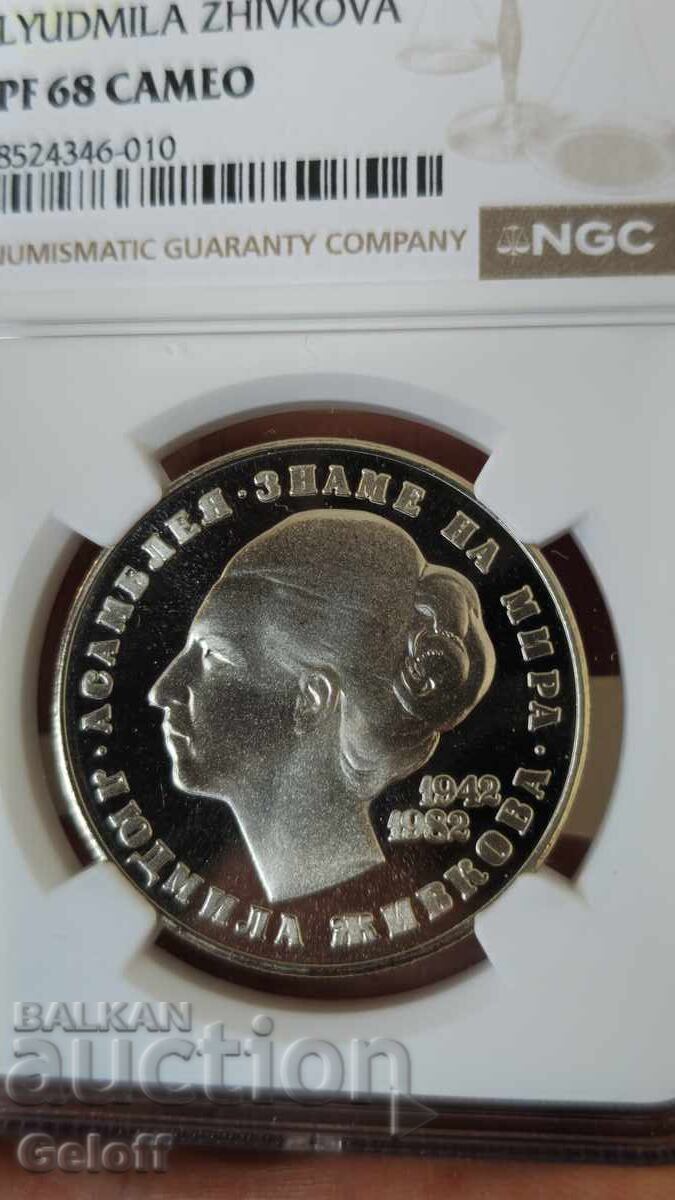 LYUDMILA ZHIVKOVA
PF 68 CAMEO
8524346-010
NUMISMATIC GUARANTY COMPANY
NGC
АСАМБЛЕЯ · ЗНАМЕ НА МИРА ·
ЛЮДМИЛА ЖИВКОВА ·
1942
1982
BALKAN
auction
Geloff